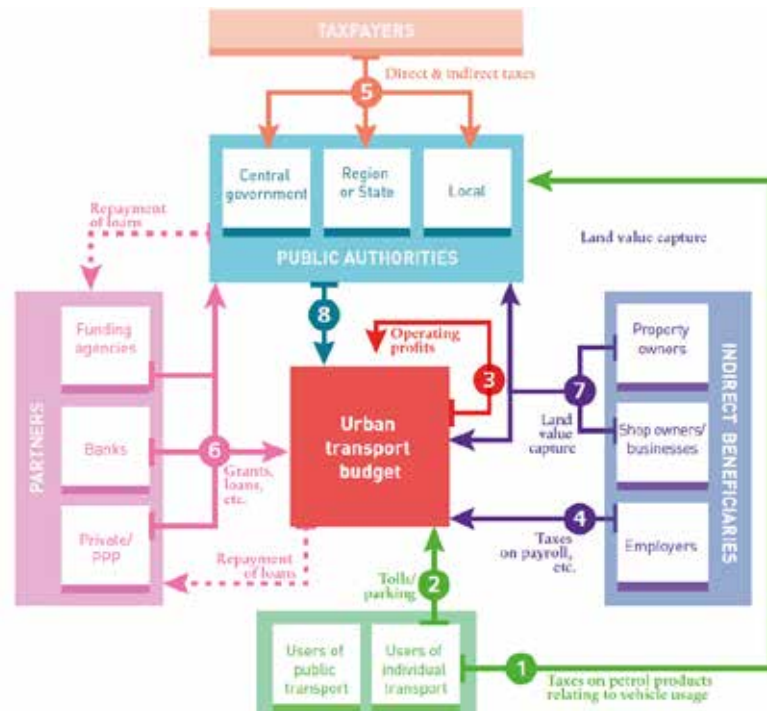 TAXPAYERS
Direct & indirect taxes
5
Central
government
Region
or State
Local
PUBLIC AUTHORITIES
Repayment
of loans
Land value capture
8
Funding
agencies
Banks
Private/
PPP
PARTNERS
6
Grants,
loans,
etc.
Operating
profits
3
Urban
transport
budget
7
Land
value
capture
Property
owners
Shop owners/
businesses
Employers
INDIRECT BENEFICIARIES
4
Taxes
on payroll,
etc.
Repayment
of loans
Tolls/
parking
2
Users of
public
transport
Users of
individual
transport
1
Taxes on petrol products
relating to vehicle usage